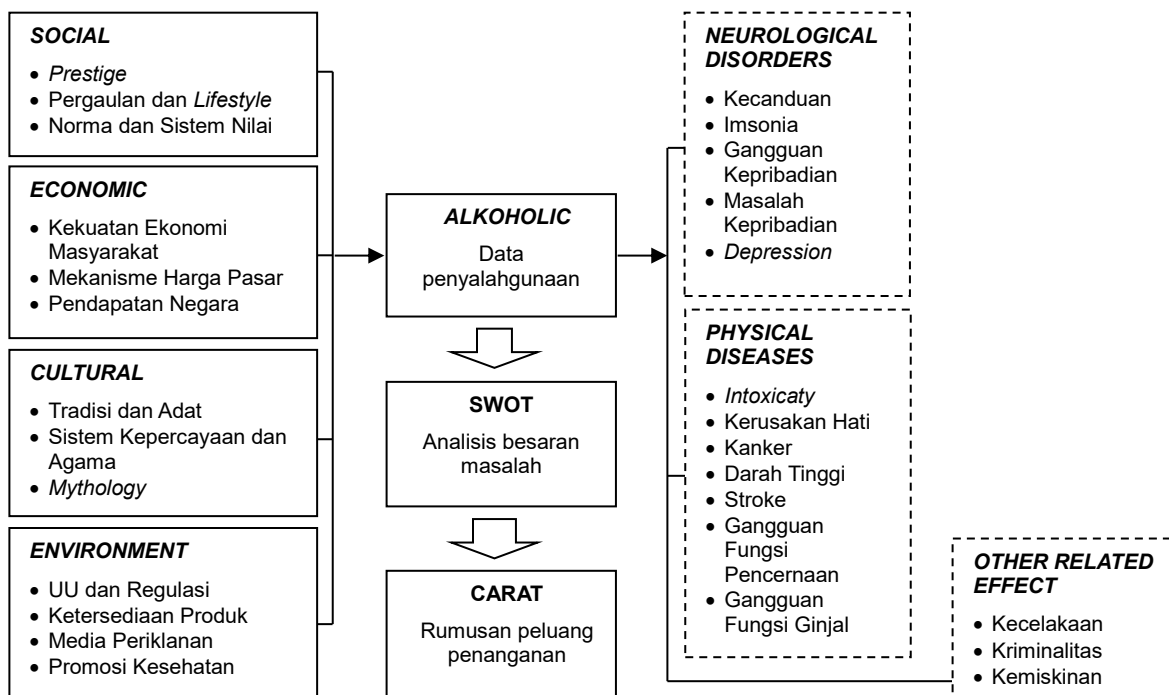 SOCIAL
• Prestige
• Pergaulan dan Lifestyle
• Norma dan Sistem Nilai
ECONOMIC
• Kekuatan Ekonomi
Masyarakat
• Mekanisme Harga Pasar
• Pendapatan Negara
CULTURAL
• Tradisi dan Adat
• Sistem Kepercayaan dan
Agama
• Mythology
ENVIRONMENT
• UU dan Regulasi
• Ketersediaan Produk
• Media Periklanan
• Promosi Kesehatan
ALKOHOLIC
Data
penyalahgunaan
SWOT
Analisis besaran
masalah
CARAT
Rumusan peluang
penanganan
NEUROLOGICAL
DISORDERS
• Kecanduan
• Imsonia
• Gangguan
Kepribadian
• Masalah
Kepribadian
• Depression
PHYSICAL
DISEASES
• Intoxicaty
• Kerusakan Hati
• Kanker
• Darah Tinggi
• Stroke
• Gangguan
Fungsi
Pencernaan
• Gangguan
Fungsi Ginjal
OTHER RELATED
EFFECT
• Kecelakaan
• Kriminalitas
• Kemiskinan